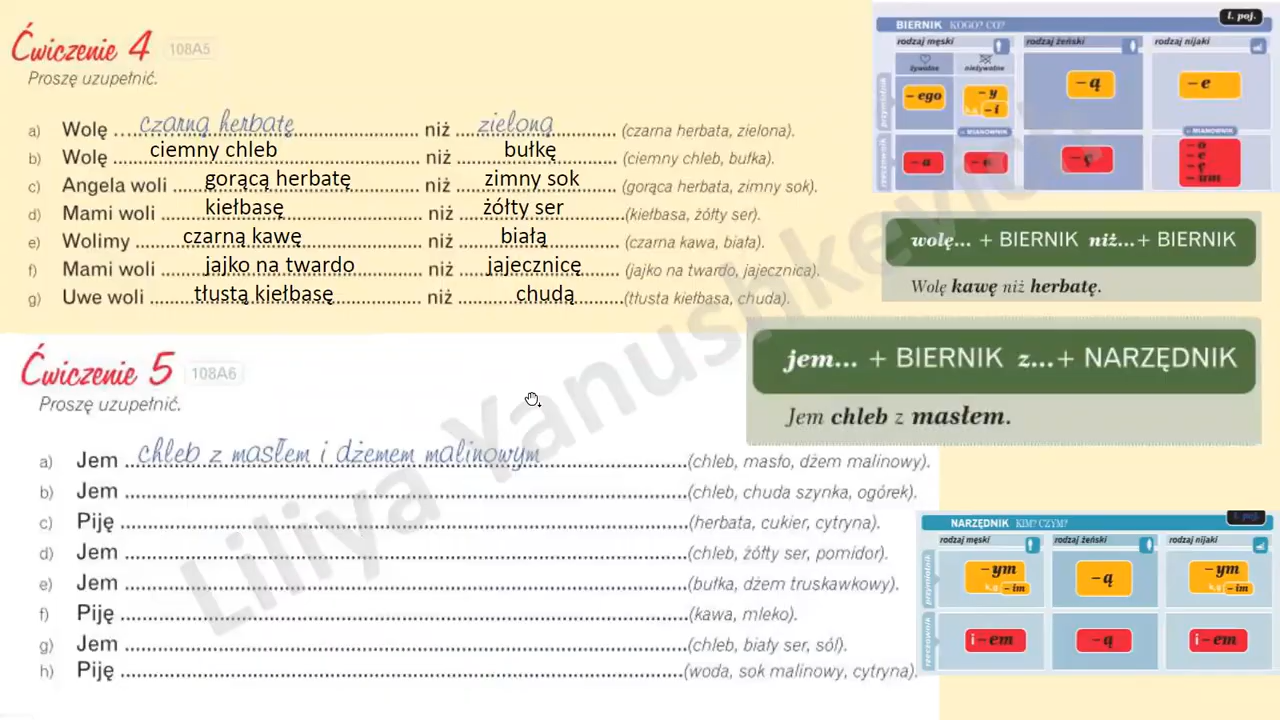 Ćwiczenie 4 108A5
Proszę uzupełnić.
a) Wolę ... czarną herbatę ... niż ... zieloną ... (czarna herbata, zielona).
b) Wolę ... ciemny chleb ... niż ... bułkę ... (ciemny chleb, bułka).
c) Angela woli ... gorącą herbatę ... niż ... zimny sok ... (gorąca herbata, zimny sok).
d) Mami woli ... kiełbasę ... niż ... żółty ser ... (kiełbasa, żółty ser).
e) Wolimy ... czarną kawę ... niż ... białą ... (czarna kawa, biała).
f) Mami woli ... jajko na twardo ... niż ... jajecznicę ... (jajko na twardo, jajecznica).
g) Uwe woli ... tłustą kiełbasę ... niż ... chudą ... (tłusta kiełbasa, chuda).
Ćwiczenie 5 108A6
Proszę uzupełnić.
a) Jem ... chleb z masłem i dżemem malinowym ... (chleb, masło, dżem malinowy).
b) Jem ... (chleb, chuda szynka, ogórek).
c) Piję ... (herbata, cukier, cytryna).
d) Jem ... (chleb, żółty ser, pomidor).
e) Jem ... (bułka, dżem truskawkowy).
f) Piję ... (kawa, mleko).
g) Jem ... (chleb, biały ser, sól).
h) Piję ... (woda, sok malinowy, cytryna).
l. poj.
BIERNIK KOGO? CO?
rodzaj męski rodzaj żeński rodzaj nijaki
żywotne nieżywotne
przymiotnik
– ego – y – ą – e
k, g – i
= MIANOWNIK = MIANOWNIK
rzeczownik
– a – ø – ę – o
– e
– ę
– um
wolę... + BIERNIK niż...+ BIERNIK
Wolę kawę niż herbatę.
jem... + BIERNIK z...+ NARZĘDNIK
Jem chleb z masłem.
l. poj.
NARZĘDNIK KIM? CZYM?
rodzaj męski rodzaj żeński rodzaj nijaki
przymiotnik
– ym – ą – ym
k, g – im k, g – im
rzeczownik
i – em – ą i – em
Liliya Yanushkevich